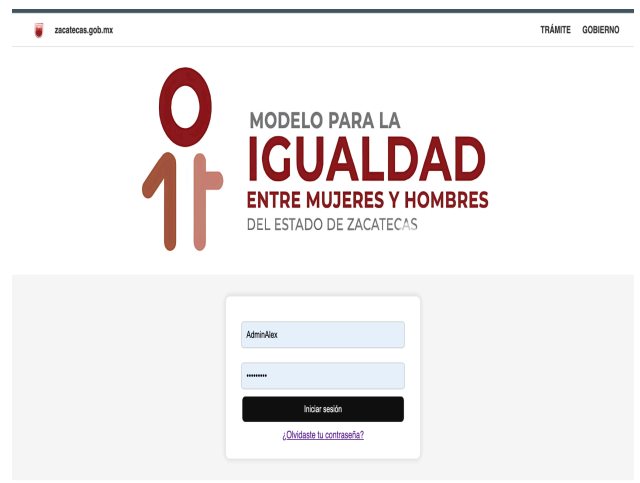 zacatecas.gob.mx
TRÁMITE GOBIERNO
MODELO PARA LA
IGUALDAD
ENTRE MUJERES Y HOMBRES
DEL ESTADO DE ZACATECAS
AdminAlex
•••••••••
Iniciar sesión
¿Olvidaste tu contraseña?